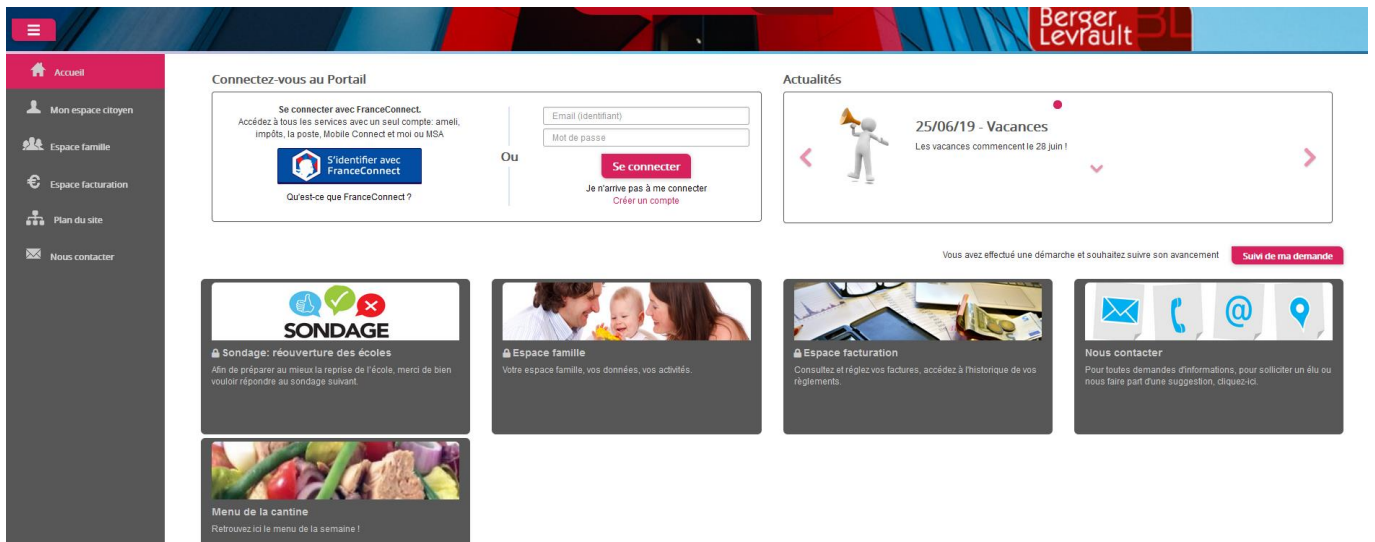 Berger
Levrault
Accueil
Mon espace citoyen
Espace famille
Espace facturation
Plan du site
Nous contacter
Connectez-vous au Portail
Se connecter avec FranceConnect.
Accédez à tous les services avec un seul compte: ameli,
impôts, la poste, Mobile Connect et moi ou MSA
S'identifier avec
FranceConnect
Qu'est-ce que FranceConnect ?
Ou
Email (identifiant)
Mot de passe
Se connecter
Je n'arrive pas à me connecter
Créer un compte
Actualités
25/06/19 - Vacances
Les vacances commencent le 28 juin !
Vous avez effectué une démarche et souhaitez suivre son avancement
Suivi de ma demande
SONDAGE
Sondage: réouverture des écoles
Afin de préparer au mieux la reprise de l'école, merci de bien
vouloir répondre au sondage suivant.
Espace famille
Votre espace famille, vos données, vos activités.
Espace facturation
Consultez et réglez vos factures, accédez à l'historique de vos
règlements.
@
Nous contacter
Pour toutes demandes d'informations, pour solliciter un élu ou
nous faire part d'une suggestion, cliquez-ici.
Menu de la cantine
Retrouvez ici le menu de la semaine !